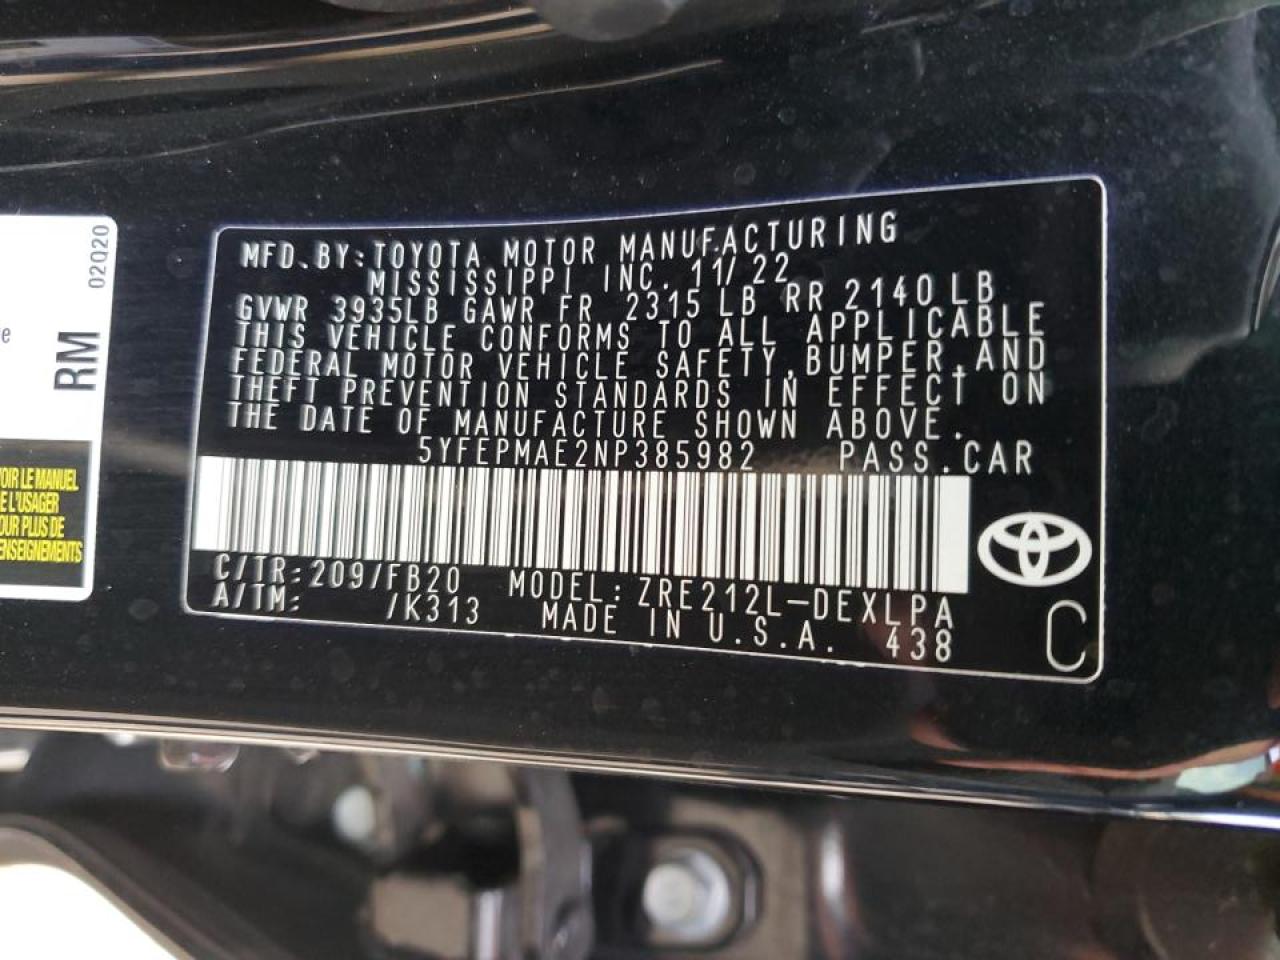 02Q20
RM
OIR LE MANUEL
E L'USAGER
OUR PLUS DE
ENSEIGNEMENTS
MFD.BY:TOYOTA MOTOR MANUFACTURING
MISSISSIPPI INC. 11/22
GVWR 3935LB GAWR FR 2315 LB RR 2140 LB
THIS VEHICLE CONFORMS TO ALL APPLICABLE
FEDERAL MOTOR VEHICLE SAFETY,BUMPER,AND
THEFT PREVENTION STANDARDS IN EFFECT ON
THE DATE OF MANUFACTURE SHOWN ABOVE.
5YFEPMAE2NP385982 PASS.CAR
C/TR:209/FB20 MODEL:ZRE212L-DEXLPA
A/TM: /K313 MADE IN U.S.A. 438
C